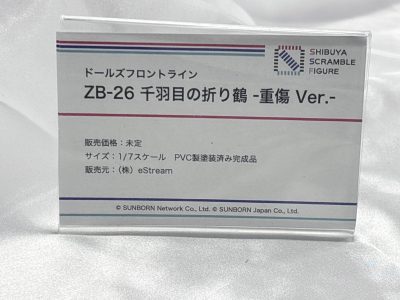 SHIBUYA
SCRAMBLE
FIGURE
ドールズフロントライン
ZB-26 千羽目の折り鶴 -重傷 Ver.-
販売価格：未定
サイズ：1/7スケール　PVC製塗装済み完成品
販売元：（株）eStream
© SUNBORN Network Co., Ltd. © SUNBORN Japan Co., Ltd.